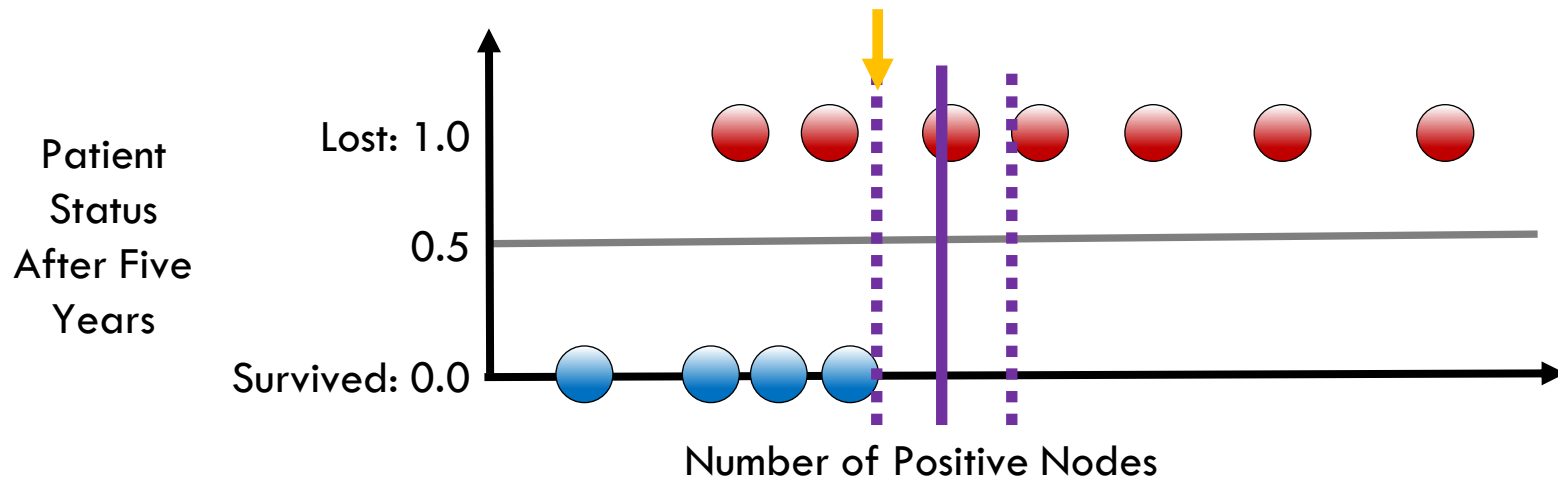 Patient
Status
After Five
Years
Lost: 1.0
0.5
Survived: 0.0
Number of Positive Nodes